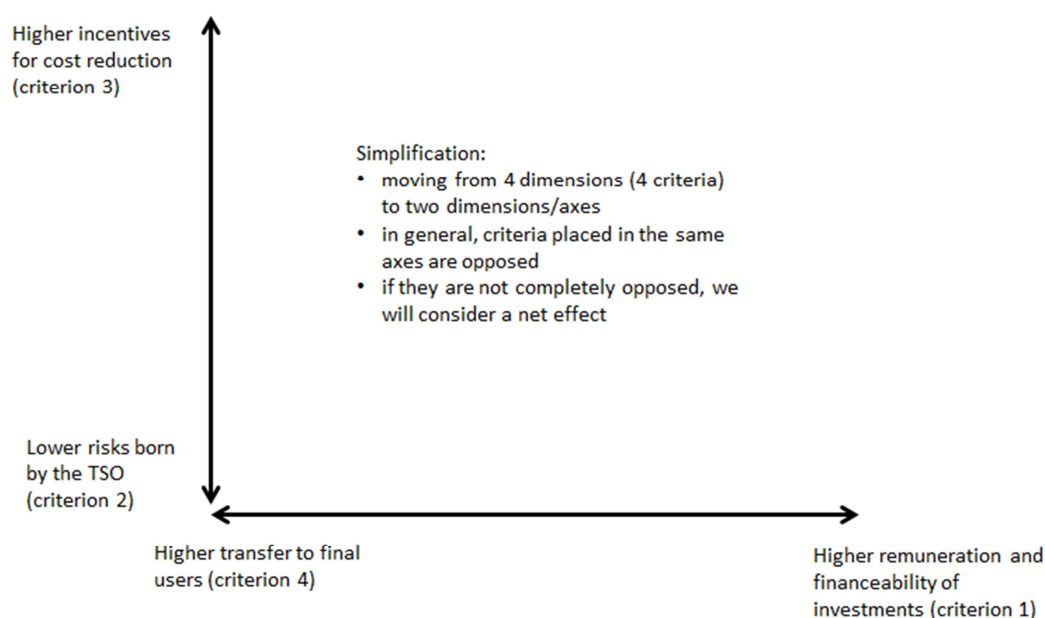 Higher incentives
for cost reduction
(criterion 3)
Simplification:
• moving from 4 dimensions (4 criteria)
to two dimensions/axes
• in general, criteria placed in the same
axes are opposed
• if they are not completely opposed, we
will consider a net effect
Lower risks born
by the TSO
(criterion 2)
Higher transfer to final
users (criterion 4)
Higher remuneration and
financeability of
investments (criterion 1)